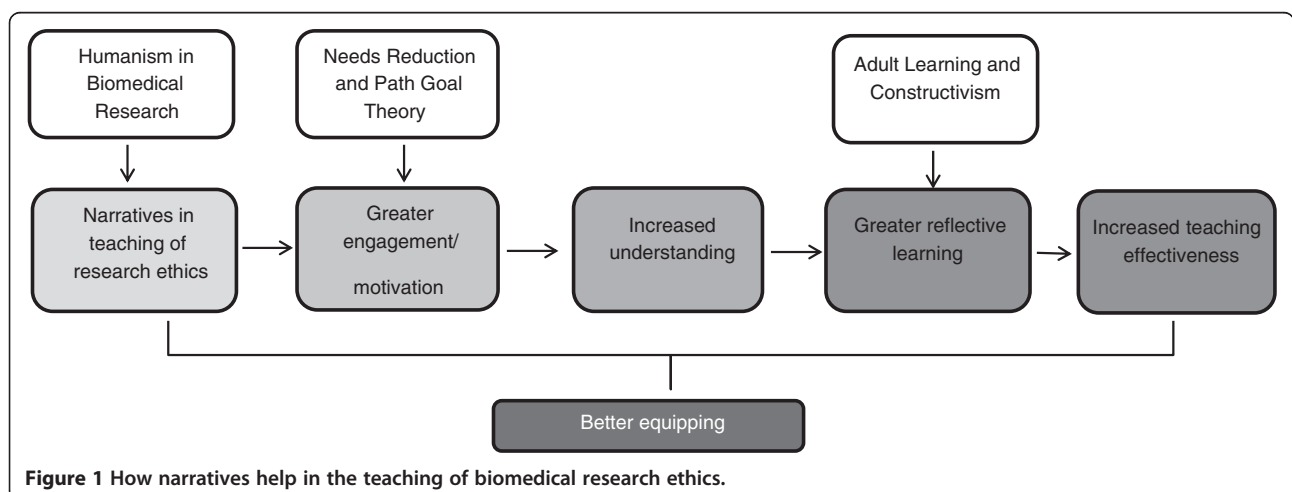 Humanism in
Biomedical
Research
Needs Reduction
and Path Goal
Theory
Adult Learning and
Constructivism
Narratives in
teaching of
research ethics
Greater
engagement/
motivation
Increased
understanding
Greater reflective
learning
Increased teaching
effectiveness
Better equipping
Figure 1 How narratives help in the teaching of biomedical research ethics.